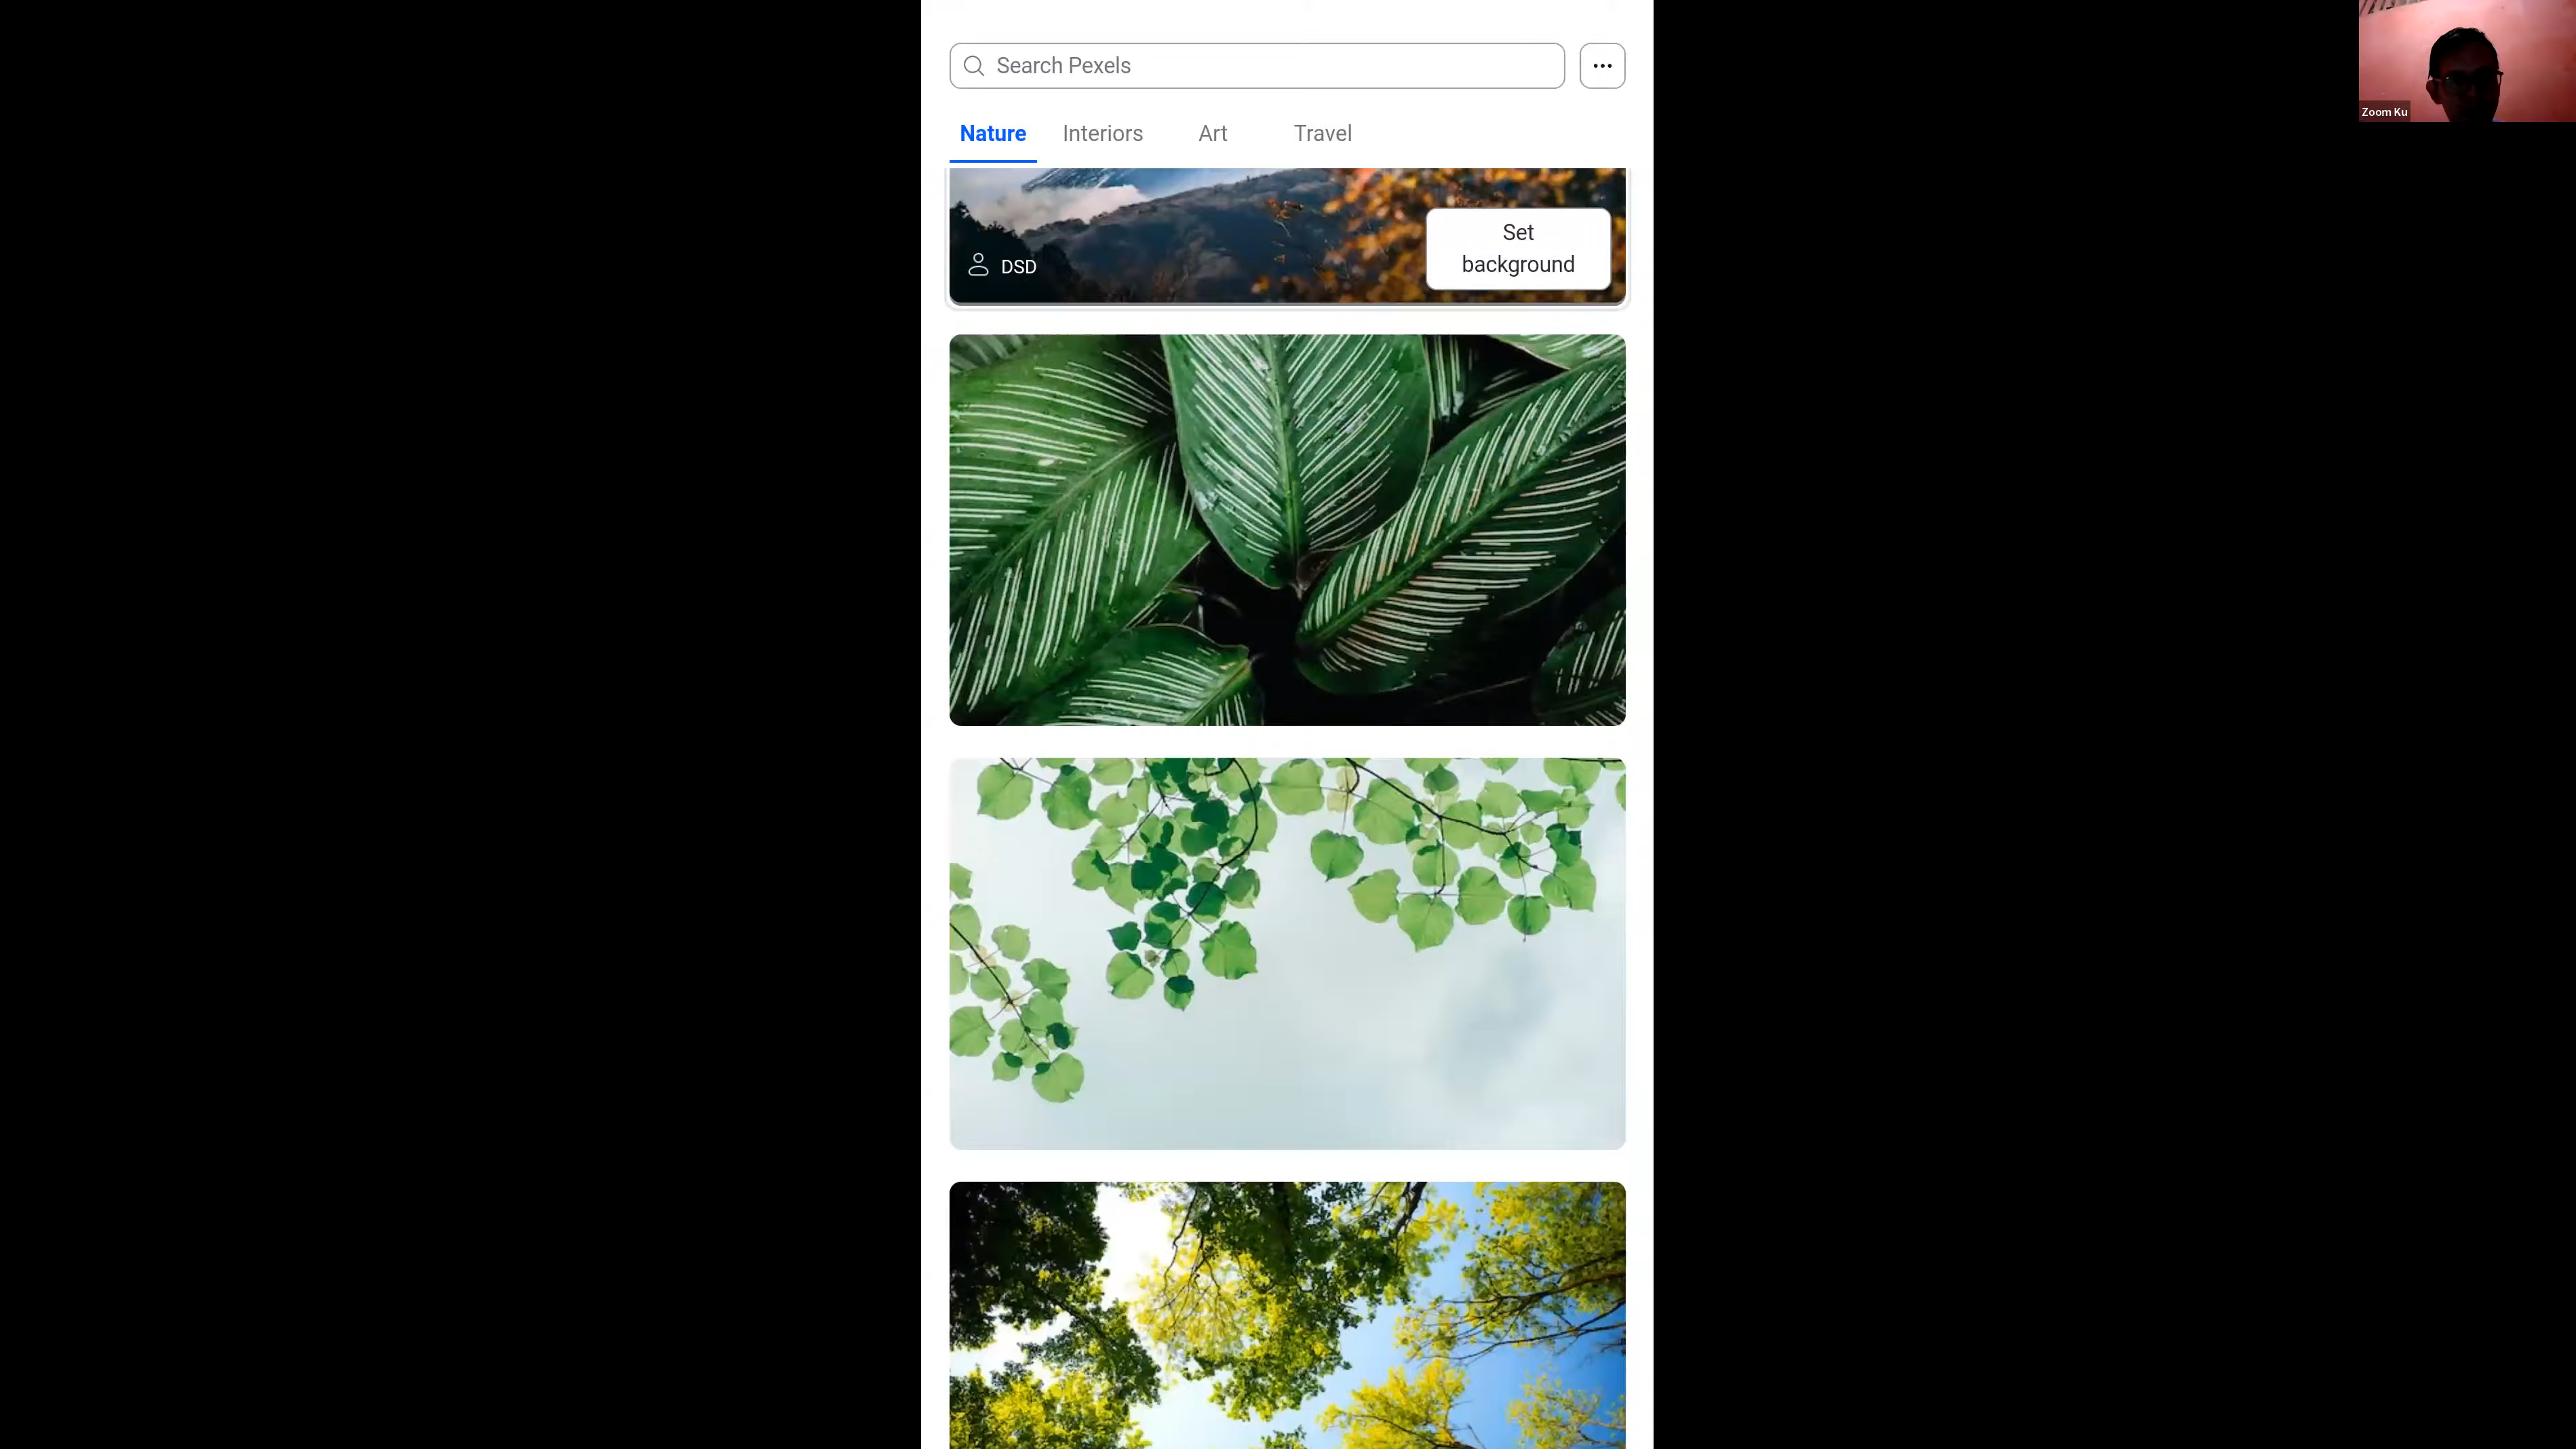 Search Pexels
Nature Interiors Art Travel
Set
background
DSD
Zoom Ku